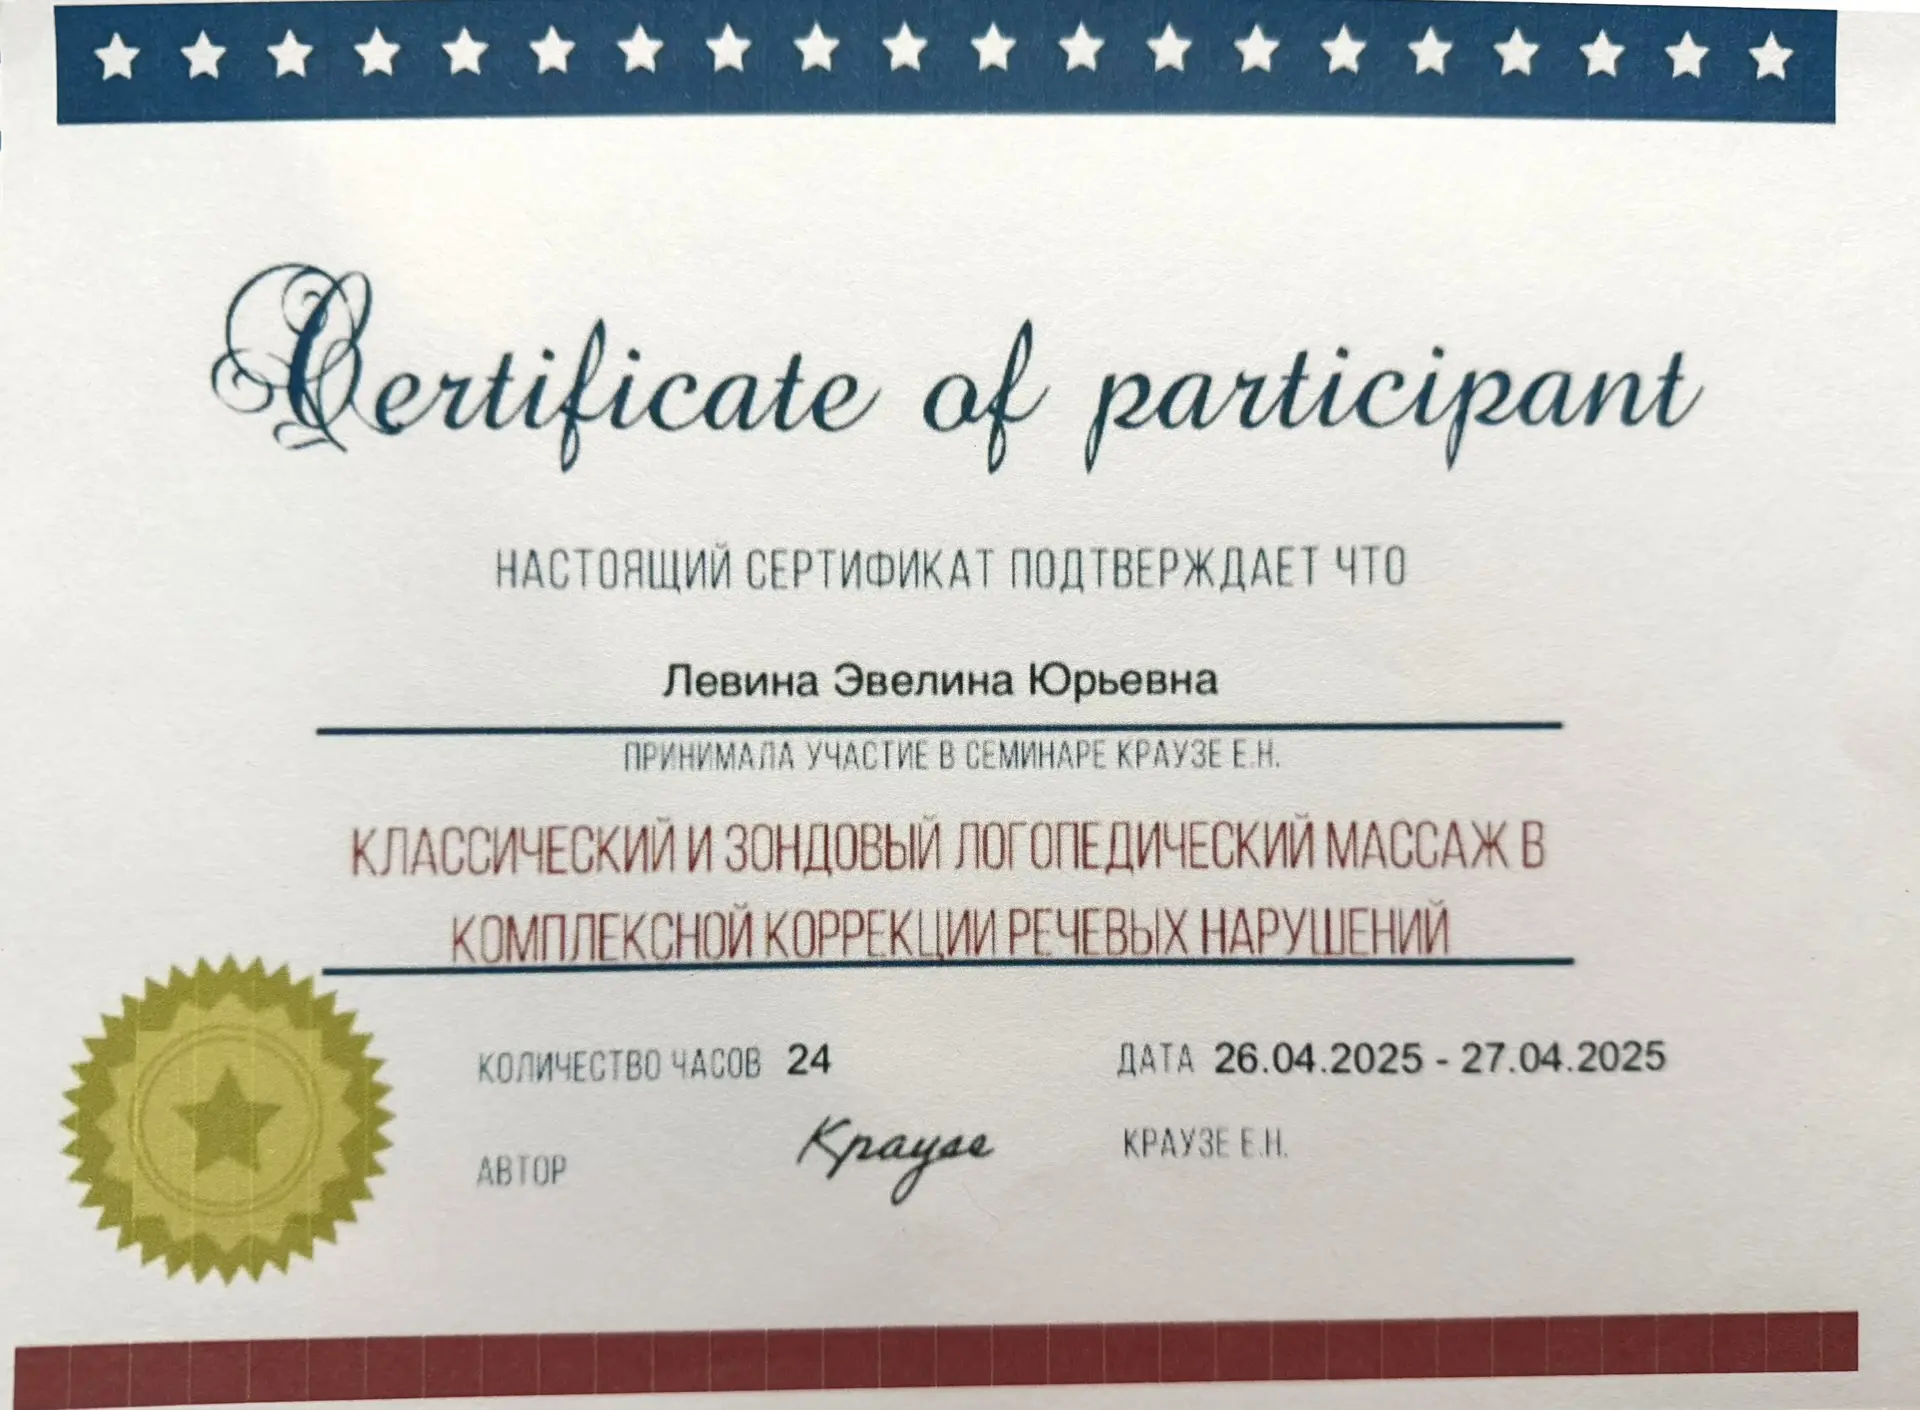 Certificate of participant
НАСТОЯЩИЙ СЕРТИФИКАТ ПОДТВЕРЖДАЕТ ЧТО
Левина Эвелина Юрьевна
ПРИНИМАЛА УЧАСТИЕ В СЕМИНАРЕ КРАУЗЕ Е.Н.
КЛАССИЧЕСКИЙ И ЗОНДОВЫЙ ЛОГОПЕДИЧЕСКИЙ МАССАЖ В
КОМПЛЕКСНОЙ КОРРЕКЦИИ РЕЧЕВЫХ НАРУШЕНИЙ
КОЛИЧЕСТВО ЧАСОВ 24 ДАТА 26.04.2025 - 27.04.2025
АВТОР Краузе КРАУЗЕ Е.Н.